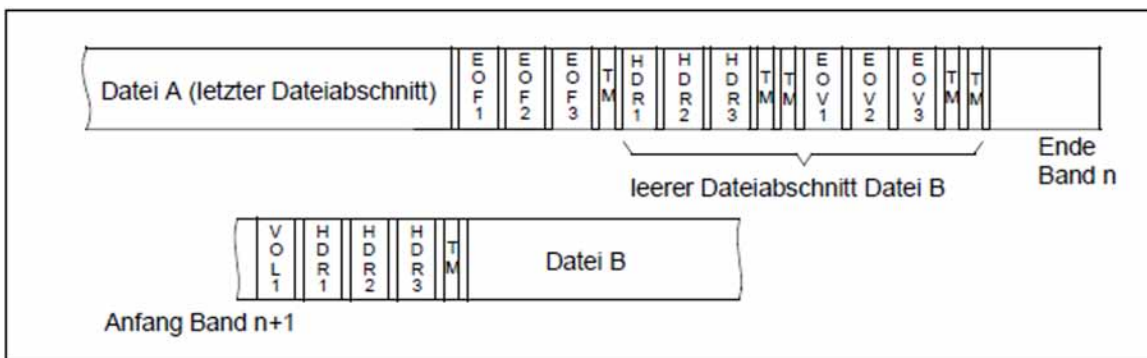 Datei A (letzter Dateiabschnitt) EOF1 EOF2 EOF3 TM HDR1 HDR2 HDR3 TM TM EOV1 EOV2 EOV3 TM TM
Ende
Band n
leerer Dateiabschnitt Datei B
VOL1 HDR1 HDR2 HDR3 TM Datei B
Anfang Band n+1